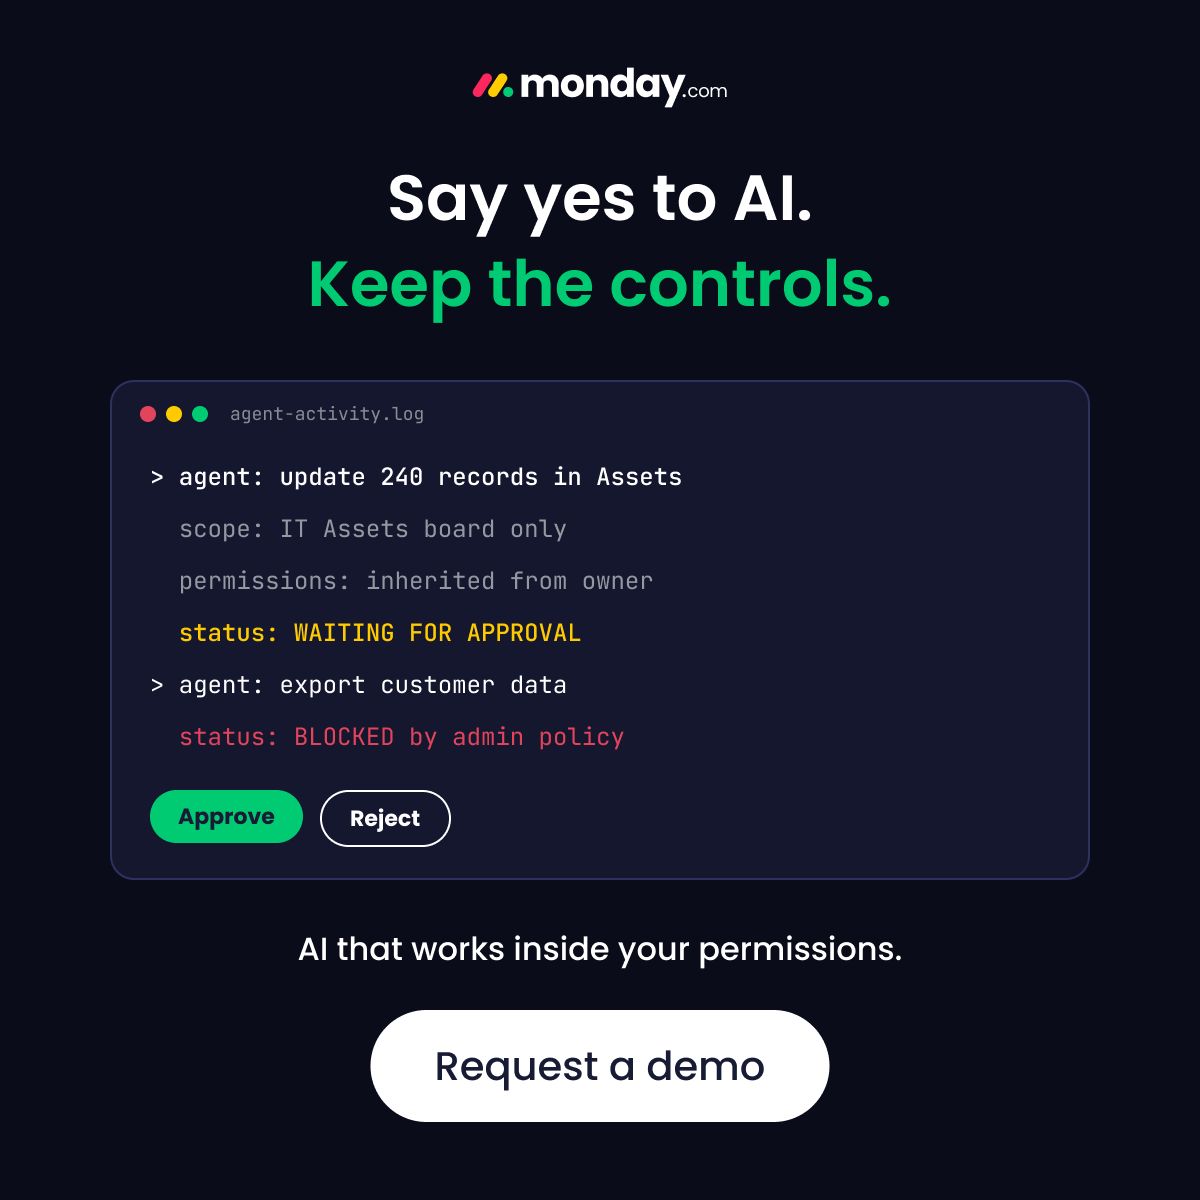 monday.com
Say yes to AI.
Keep the controls.
agent-activity.log
> agent: update 240 records in Assets
scope: IT Assets board only
permissions: inherited from owner
status: WAITING FOR APPROVAL
> agent: export customer data
status: BLOCKED by admin policy
Approve Reject
AI that works inside your permissions.
Request a demo